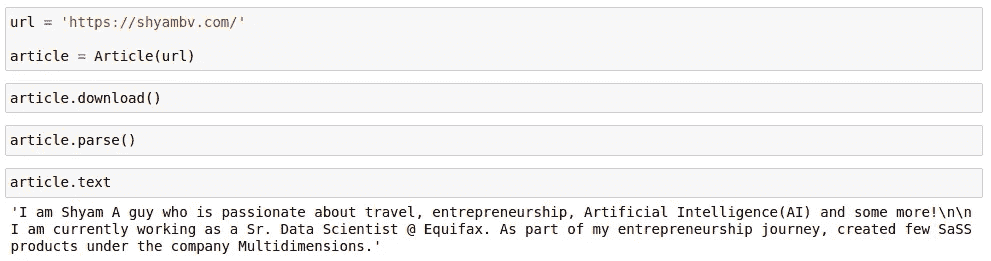 url = 'https://shyambv.com/'
article = Article(url)
article.download()
article.parse()
article.text
'I am Shyam A guy who is passionate about travel, entrepreneurship, Artificial Intelligence(AI) and some more!\n\n
I am currently working as a Sr. Data Scientist @ Equifax. As part of my entrepreneurship journey, created few SaSS
products under the company Multidimensions.'